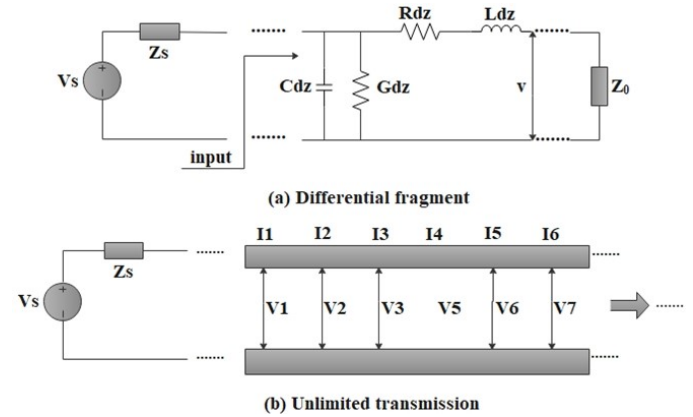 Rdz Ldz
Zs
Vs Cdz Gdz v Z₀
input
(a) Differential fragment
I1 I2 I3 I4 I5 I6
Zs
Vs V1 V2 V3 V5 V6 V7
(b) Unlimited transmission